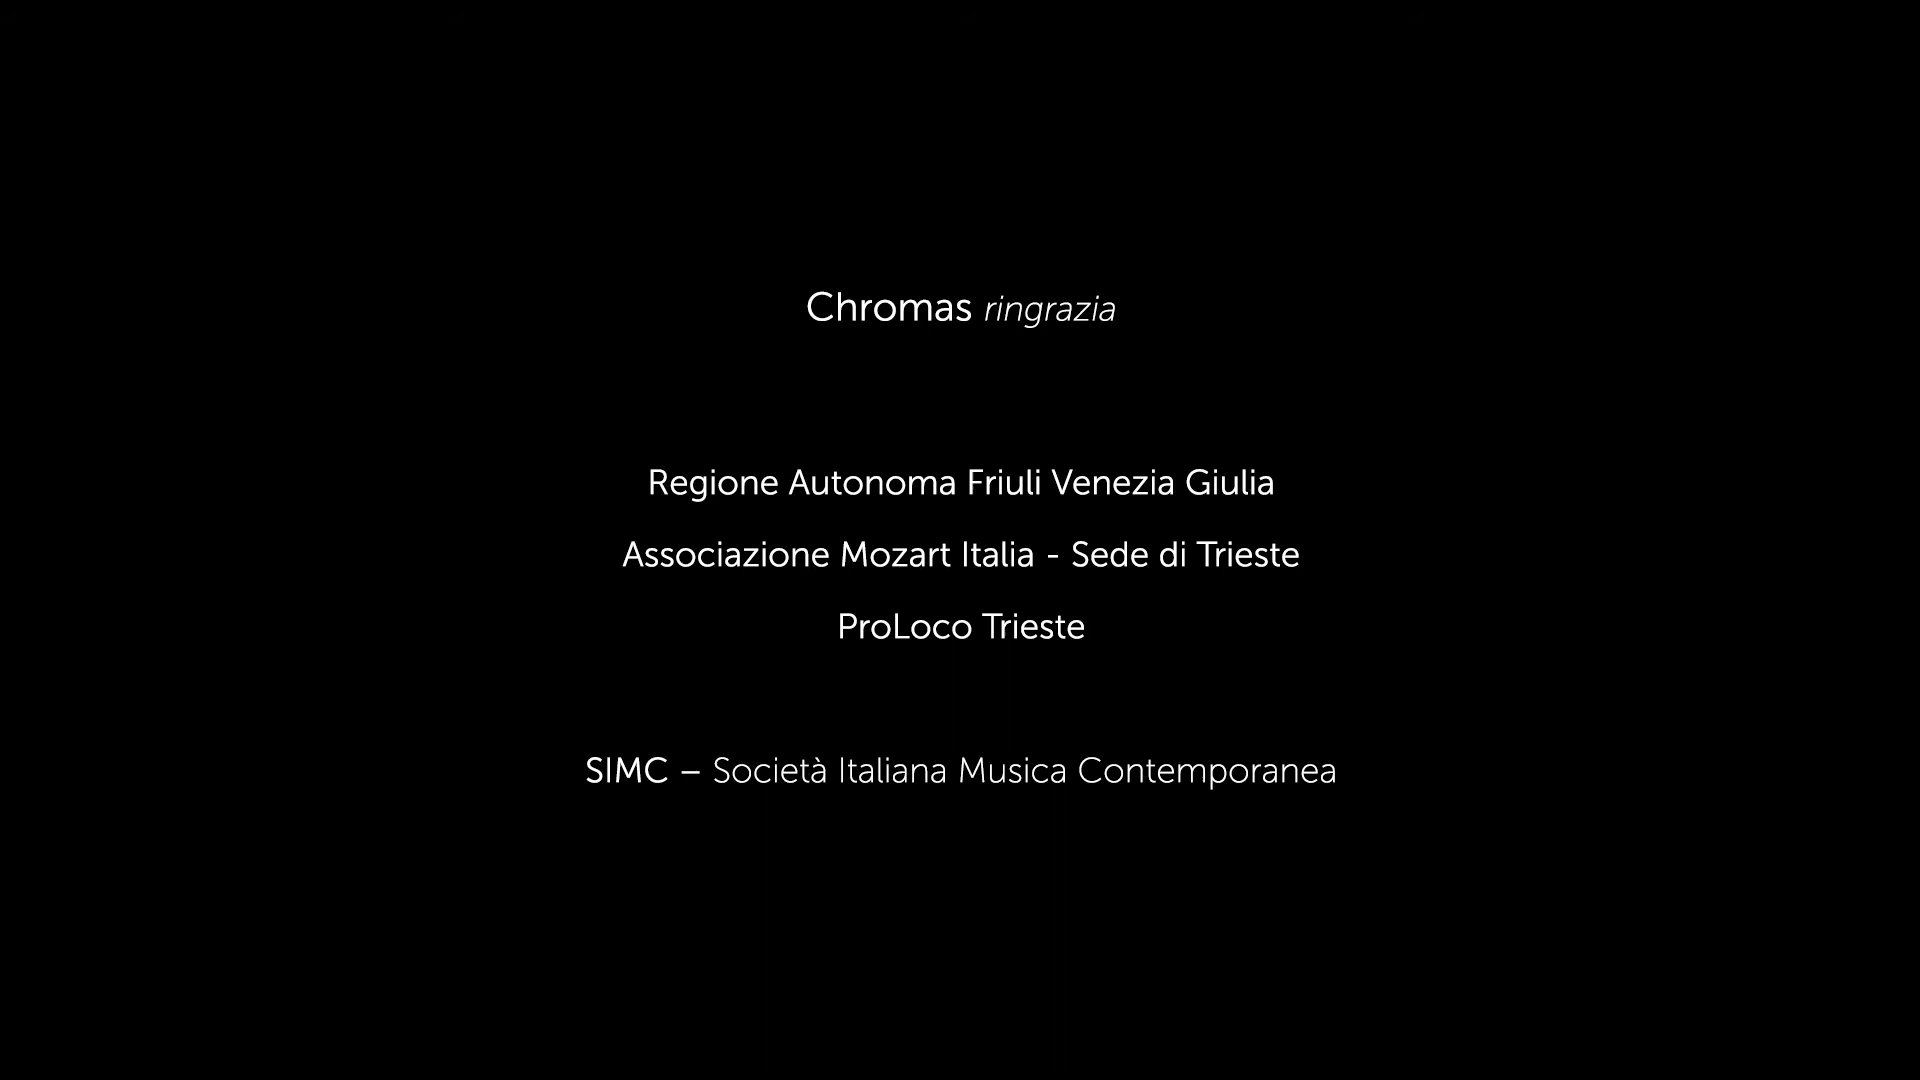 Chromas ringrazia
Regione Autonoma Friuli Venezia Giulia
Associazione Mozart Italia - Sede di Trieste
ProLoco Trieste
SIMC – Società Italiana Musica Contemporanea